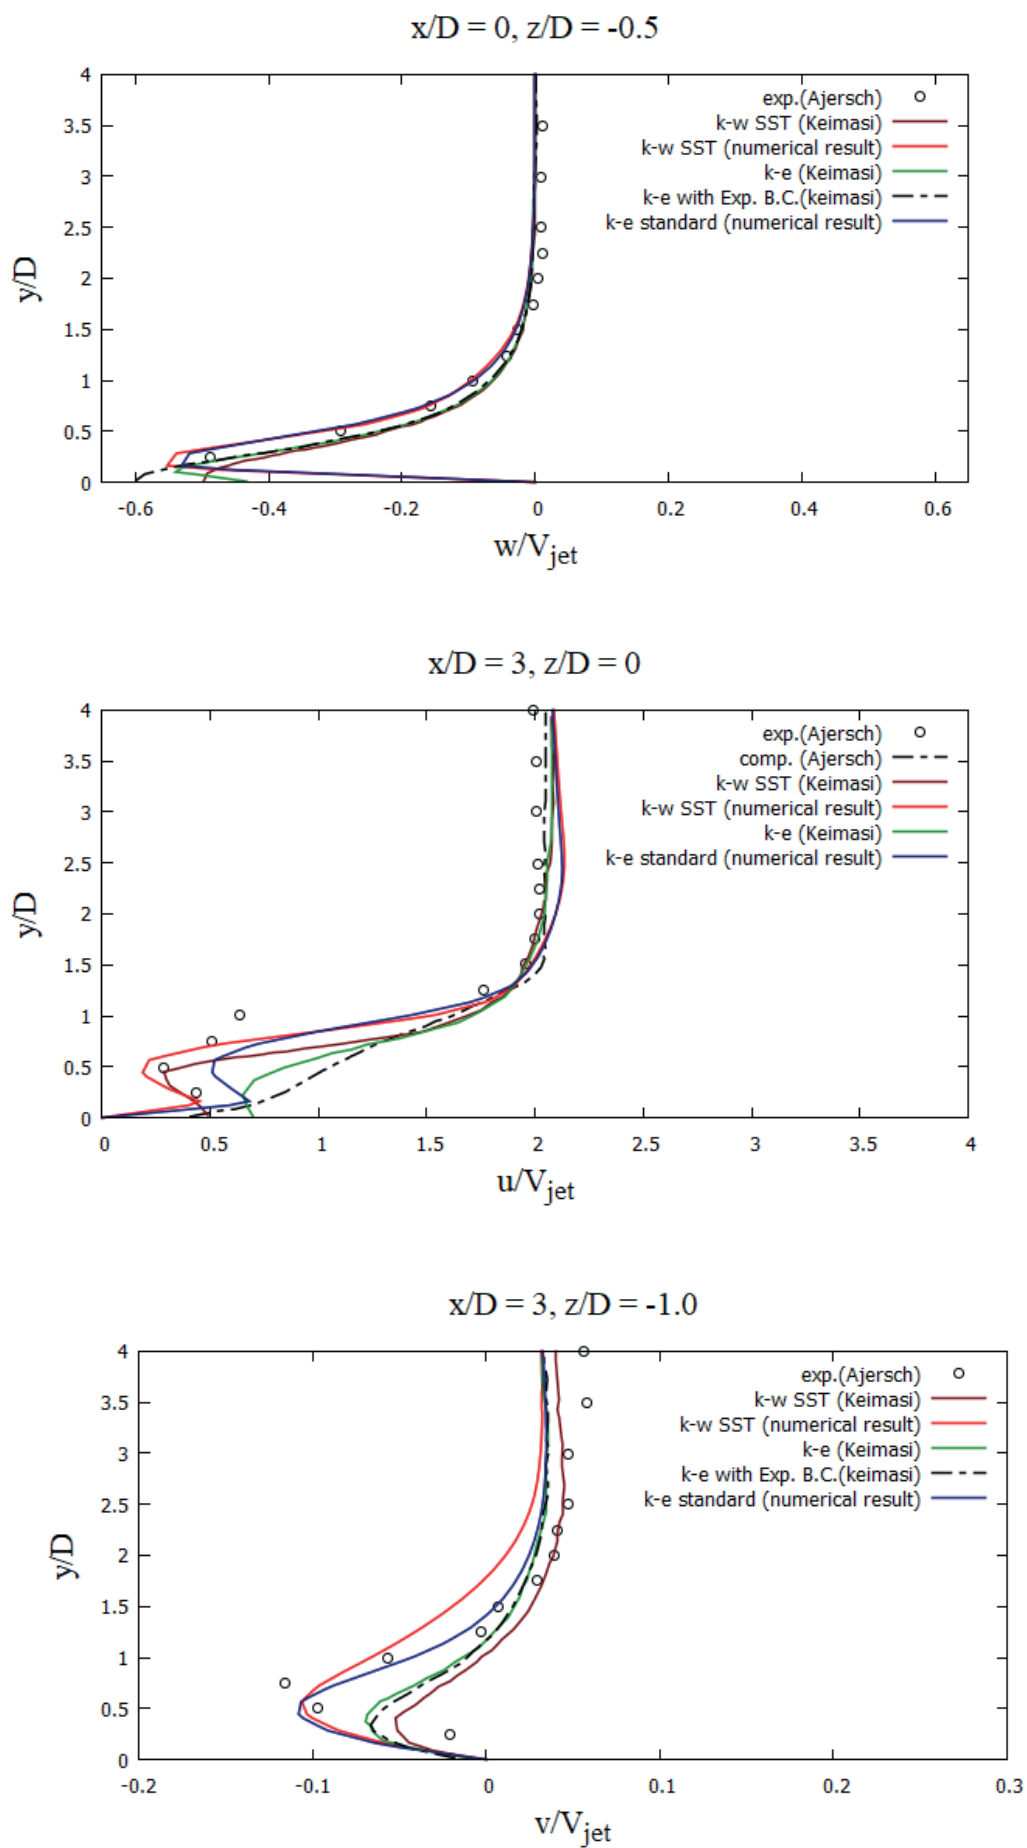 x/D = 0, z/D = -0.5
4
3.5
3
2.5
2
1.5
1
0.5
0
y/D
exp.(Ajersch)
k-w SST (Keimasi)
k-w SST (numerical result)
k-e (Keimasi)
k-e with Exp. B.C.(keimasi)
k-e standard (numerical result)
-0.6 -0.4 -0.2 0 0.2 0.4 0.6
w/Vjet
x/D = 3, z/D = 0
4
3.5
3
2.5
2
1.5
1
0.5
0
y/D
exp.(Ajersch)
comp. (Ajersch)
k-w SST (Keimasi)
k-w SST (numerical result)
k-e (Keimasi)
k-e standard (numerical result)
0 0.5 1 1.5 2 2.5 3 3.5 4
u/Vjet
x/D = 3, z/D = -1.0
4
3.5
3
2.5
2
1.5
1
0.5
0
y/D
exp.(Ajersch)
k-w SST (Keimasi)
k-w SST (numerical result)
k-e (Keimasi)
k-e with Exp. B.C.(keimasi)
k-e standard (numerical result)
-0.2 -0.1 0 0.1 0.2 0.3
v/Vjet